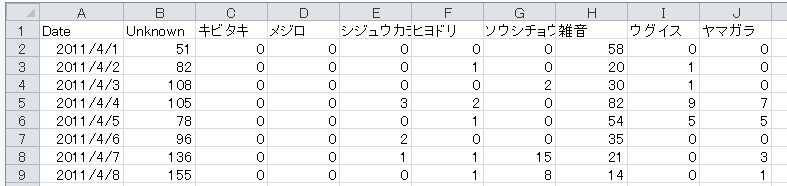 A B C D E F G H I J
1 Date Unknown キビタキ メジロ シジュウカラ ヒヨドリ ソウシチョウ 雑音 ウグイス ヤマガラ
2 2011/4/1 51 0 0 0 0 0 58 0 0
3 2011/4/2 82 0 0 0 1 0 20 1 0
4 2011/4/3 108 0 0 0 0 2 30 1 0
5 2011/4/4 105 0 0 3 2 0 82 9 7
6 2011/4/5 78 0 0 0 1 0 54 5 5
7 2011/4/6 96 0 0 2 0 0 35 0 0
8 2011/4/7 136 0 0 1 1 15 21 0 3
9 2011/4/8 155 0 0 0 1 8 14 0 1